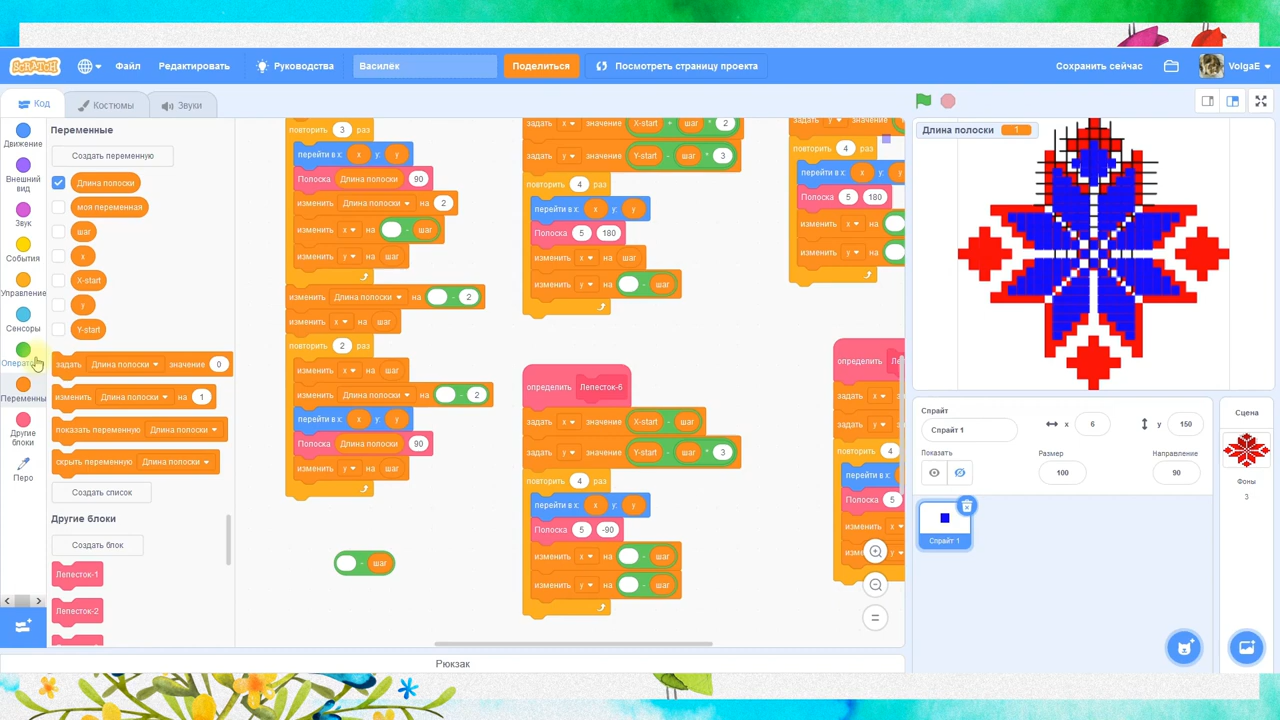 SCRATCH
Файл
Редактировать
Руководства
Василёк
Поделиться
Посмотреть страницу проекта
Сохранить сейчас
VolgaE
Код
Костюмы
Звуки
Движение
Внешний
вид
Звук
События
Управление
Сенсоры
Переменны
Другие
блоки
Перо
Переменные
Создать переменную
Длина полоски
моя переменная
шаг
x
X-start
y
Y-start
задать Длина полоски значение 0
изменить Длина полоски на 1
показать переменную Длина полоски
скрыть переменную Длина полоски
Создать список
Другие блоки
Создать блок
Лепесток-1
Лепесток-2
повторить 3 раз
перейти в x: x y: y
Полоска Длина полоски 90
изменить Длина полоски на 2
изменить x на - шаг
изменить y на шаг
изменить Длина полоски на - 2
изменить x на шаг
повторить 2 раз
изменить x на шаг
изменить Длина полоски на - 2
перейти в x: x y: y
Полоска Длина полоски 90
изменить y на шаг
- шаг
задать x значение X-start + шаг * 2
задать y значение Y-start - шаг * 3
повторить 4 раз
перейти в x: x y: y
Полоска 5 180
изменить x на шаг
изменить y на - шаг
определить Лепесток-6
задать x значение X-start - шаг
задать y значение Y-start - шаг * 3
повторить 4 раз
перейти в x: x y: y
Полоска 5 -90
изменить x на - шаг
изменить y на - шаг
задать y значение
повторить 4 раз
перейти в x: x y:
Полоска 5 180
изменить x на
изменить y на
определить
задать x
задать y
повторить 4
перейти в x:
Полоска 5
изменить x
Длина полоски 1
Спрайт
Спрайт 1
x 6
y 150
Показать
Размер
100
Направление
90
Спрайт 1
Сцена
Фоны
3
Рюкзак